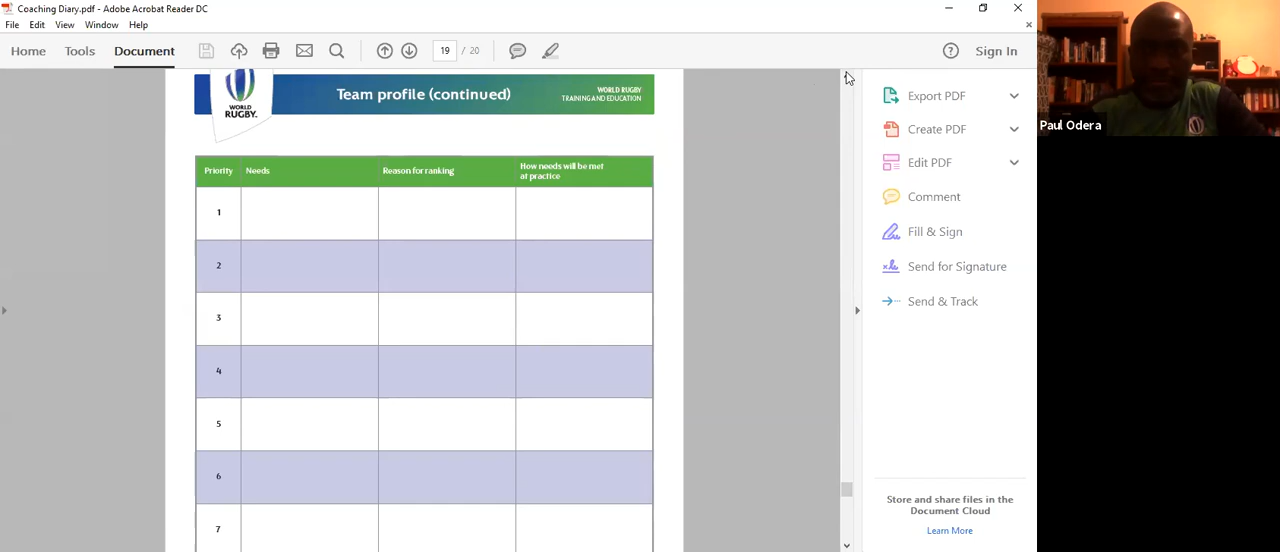 Coaching Diary.pdf - Adobe Acrobat Reader DC
File Edit View Window Help
Home Tools Document 19 / 20 Sign In
WORLD RUGBY.
Team profile (continued)
WORLD RUGBY
TRAINING AND EDUCATION
Priority Needs Reason for ranking How needs will be met at practice
1
2
3
4
5
6
7
Export PDF
Create PDF
Edit PDF
Comment
Fill & Sign
Send for Signature
Send & Track
Store and share files in the
Document Cloud
Learn More
Paul Odera